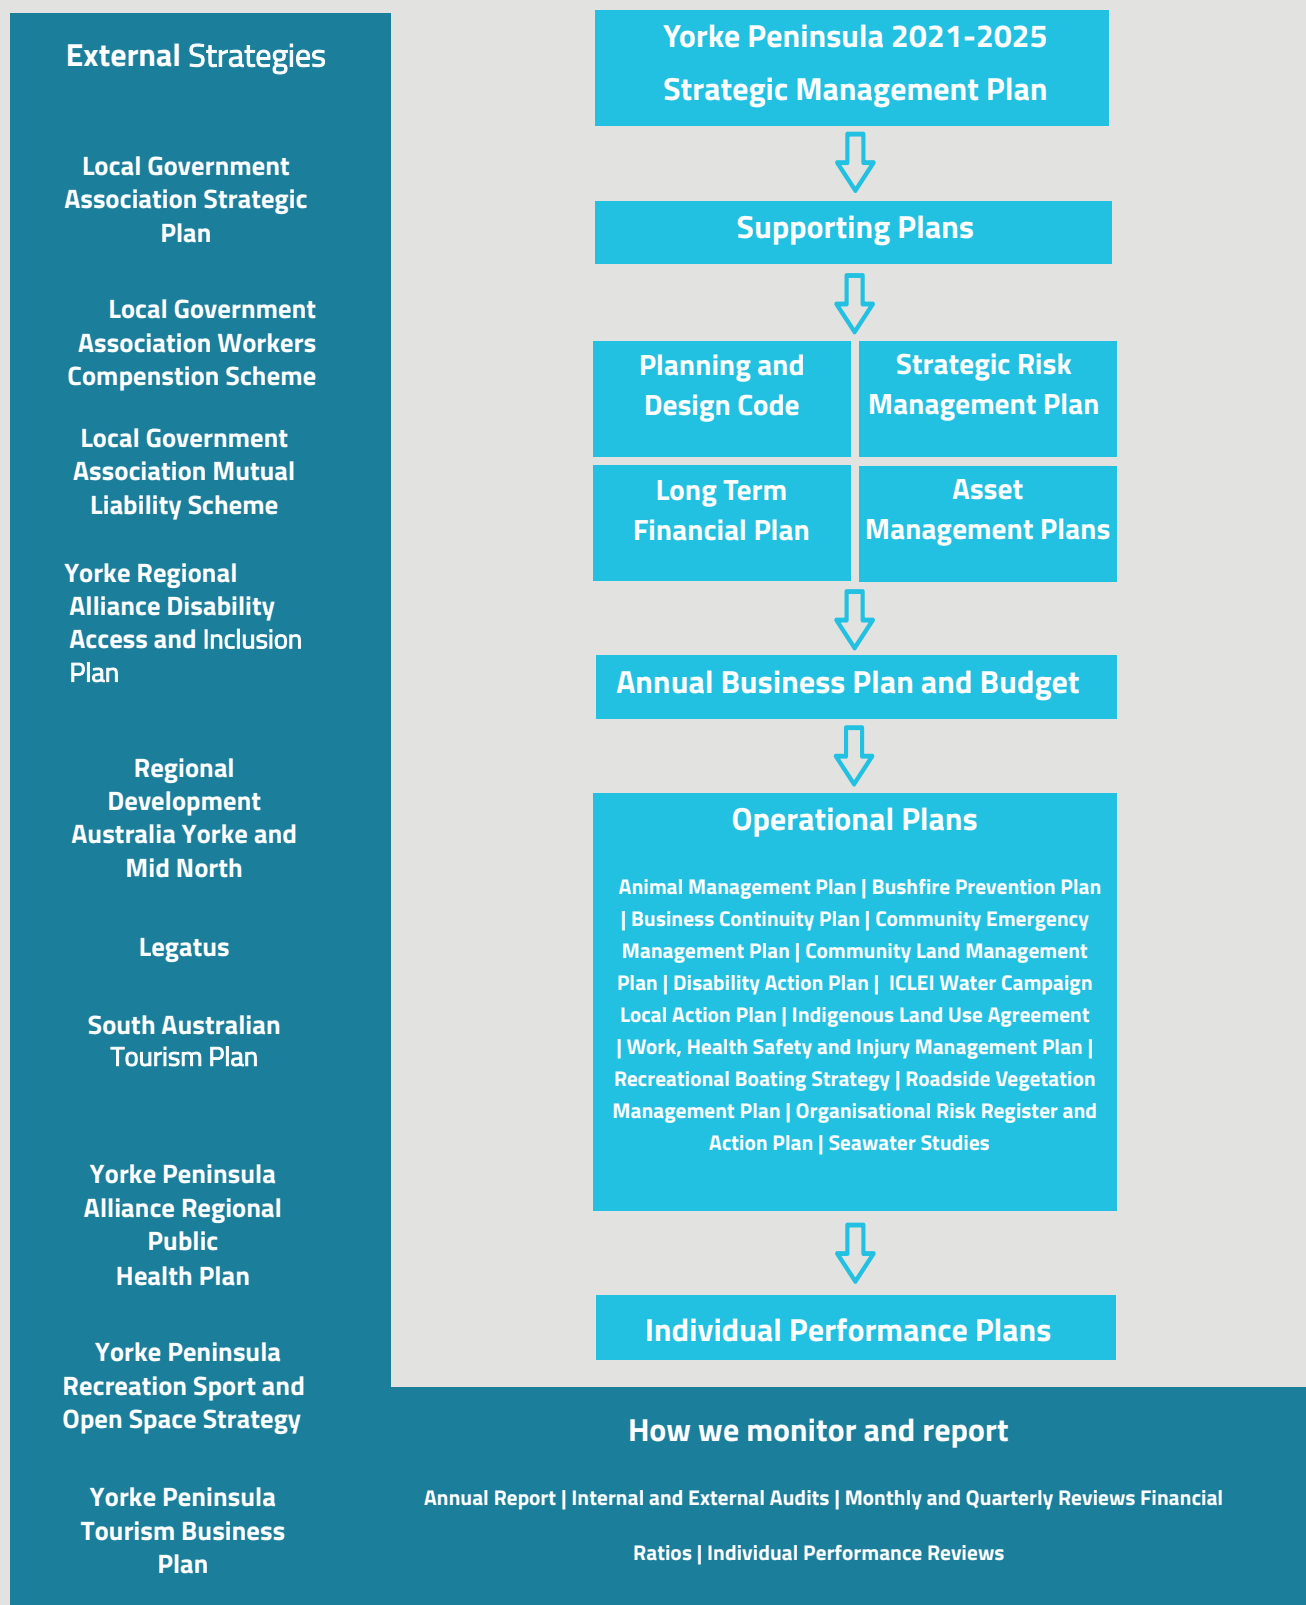 External Strategies
Local Government
Association Strategic
Plan
Local Government
Association Workers
Compenstion Scheme
Local Government
Association Mutual
Liability Scheme
Yorke Regional
Alliance Disability
Access and Inclusion
Plan
Regional
Development
Australia Yorke and
Mid North
Legatus
South Australian
Tourism Plan
Yorke Peninsula
Alliance Regional
Public
Health Plan
Yorke Peninsula
Recreation Sport and
Open Space Strategy
Yorke Peninsula
Tourism Business
Plan
Yorke Peninsula 2021-2025
Strategic Management Plan
Supporting Plans
Planning and
Design Code
Strategic Risk
Management Plan
Long Term
Financial Plan
Asset
Management Plans
Annual Business Plan and Budget
Operational Plans
Animal Management Plan | Bushfire Prevention Plan
| Business Continuity Plan | Community Emergency
Management Plan | Community Land Management
Plan | Disability Action Plan | ICLEI Water Campaign
Local Action Plan | Indigenous Land Use Agreement
| Work, Health Safety and Injury Management Plan |
Recreational Boating Strategy | Roadside Vegetation
Management Plan | Organisational Risk Register and
Action Plan | Seawater Studies
Individual Performance Plans
How we monitor and report
Annual Report | Internal and External Audits | Monthly and Quarterly Reviews Financial
Ratios | Individual Performance Reviews